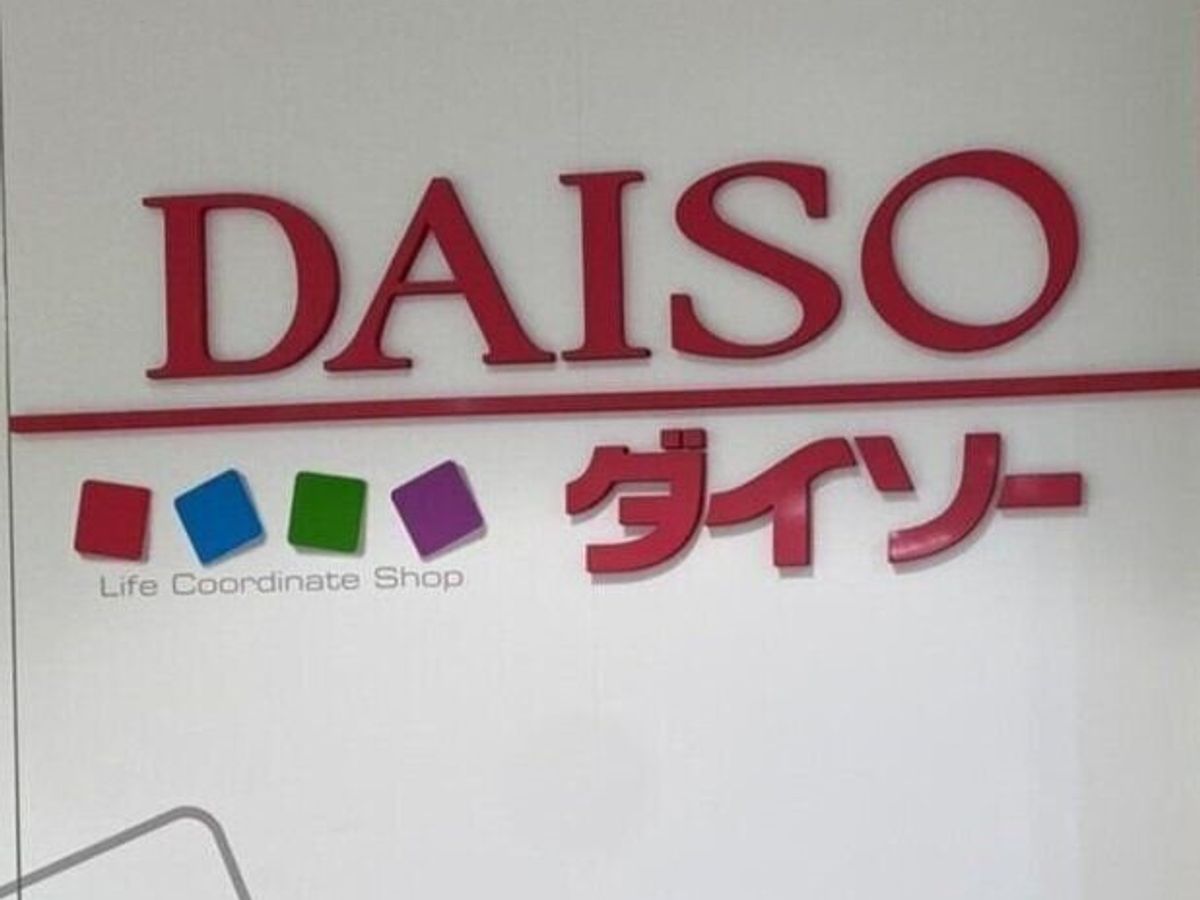 DAISO
ダイソー
Life Coordinate Shop